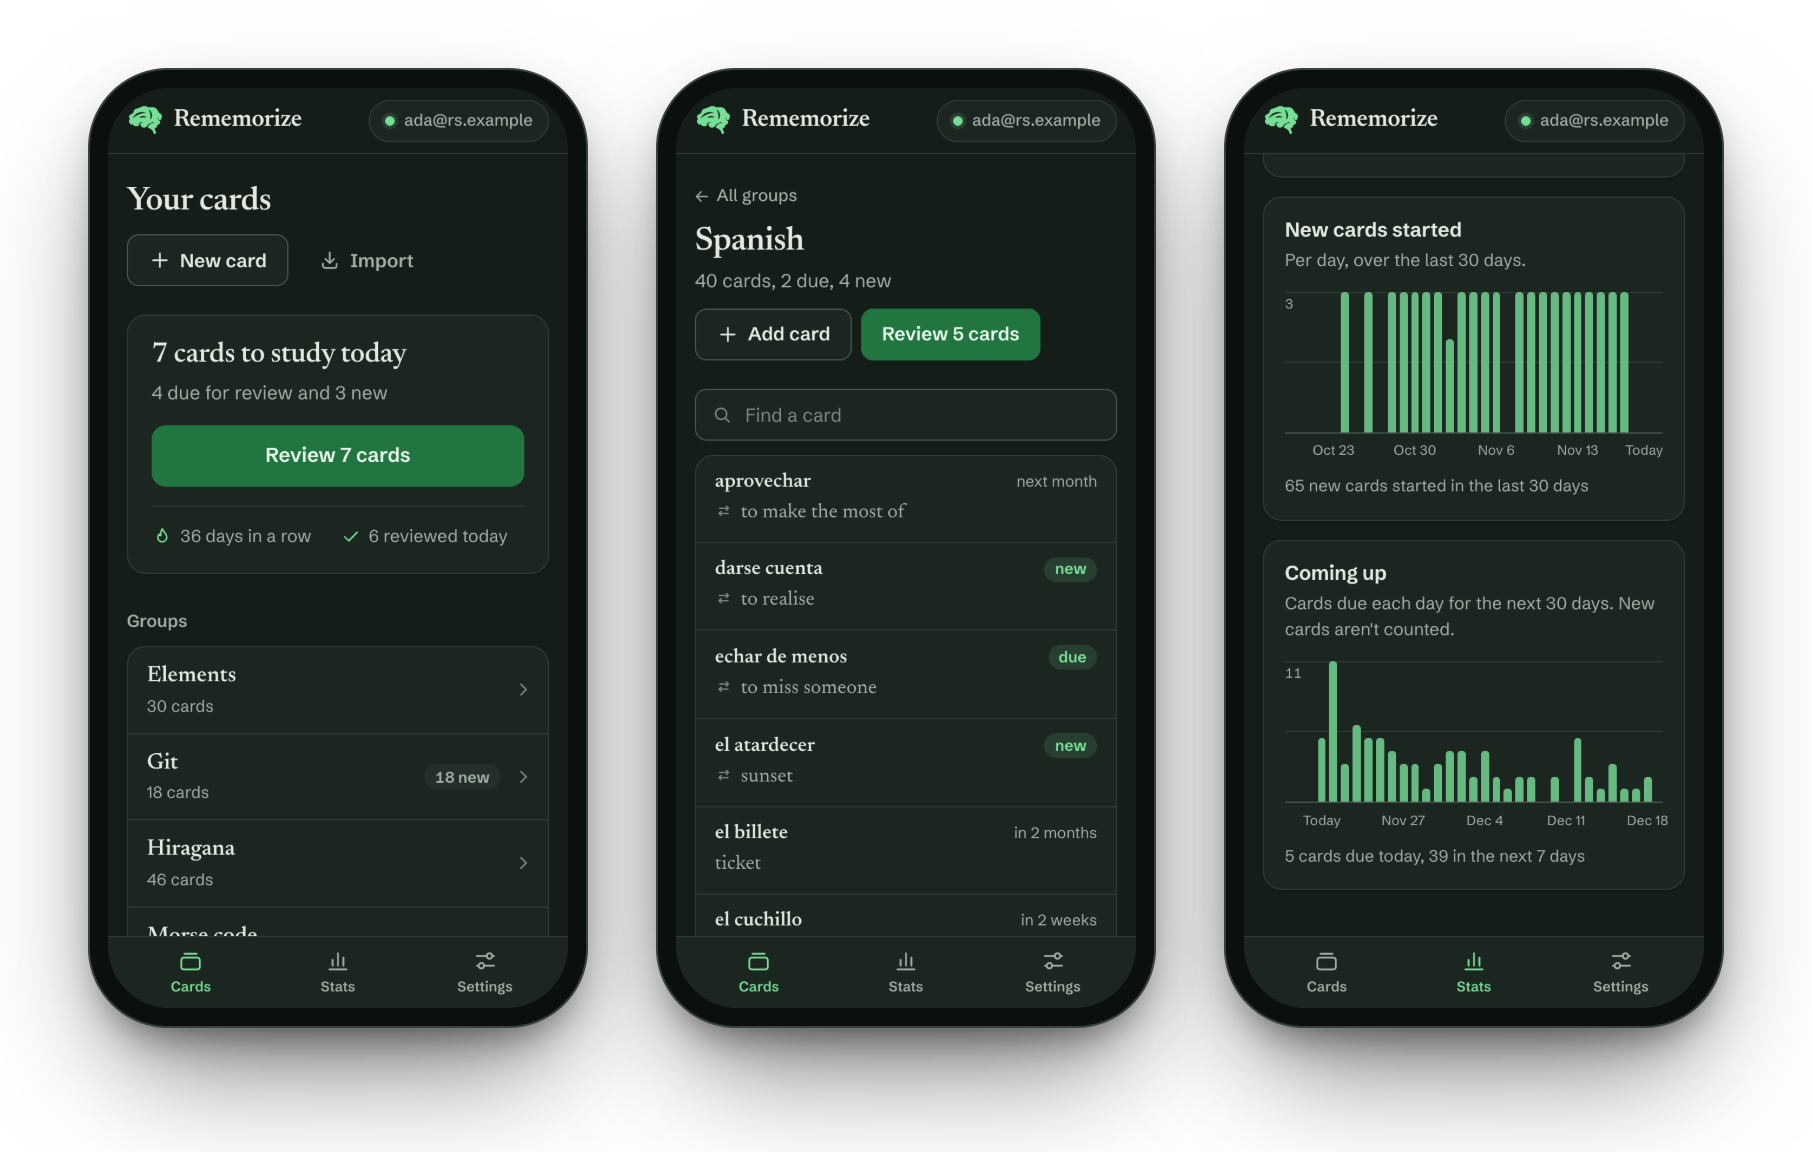 Rememorize
ada@rs.example
Your cards
New card
Import
7 cards to study today
4 due for review and 3 new
Review 7 cards
36 days in a row
6 reviewed today
Groups
Elements
30 cards
Git
18 cards
18 new
Hiragana
46 cards
Morse code
Cards
Stats
Settings
Rememorize
ada@rs.example
← All groups
Spanish
40 cards, 2 due, 4 new
Add card
Review 5 cards
Find a card
aprovechar
next month
to make the most of
darse cuenta
new
to realise
echar de menos
due
to miss someone
el atardecer
new
sunset
el billete
in 2 months
ticket
el cuchillo
in 2 weeks
Cards
Stats
Settings
Rememorize
ada@rs.example
New cards started
Per day, over the last 30 days.
3
Oct 23
Oct 30
Nov 6
Nov 13
Today
65 new cards started in the last 30 days
Coming up
Cards due each day for the next 30 days. New
cards aren't counted.
11
Today
Nov 27
Dec 4
Dec 11
Dec 18
5 cards due today, 39 in the next 7 days
Cards
Stats
Settings